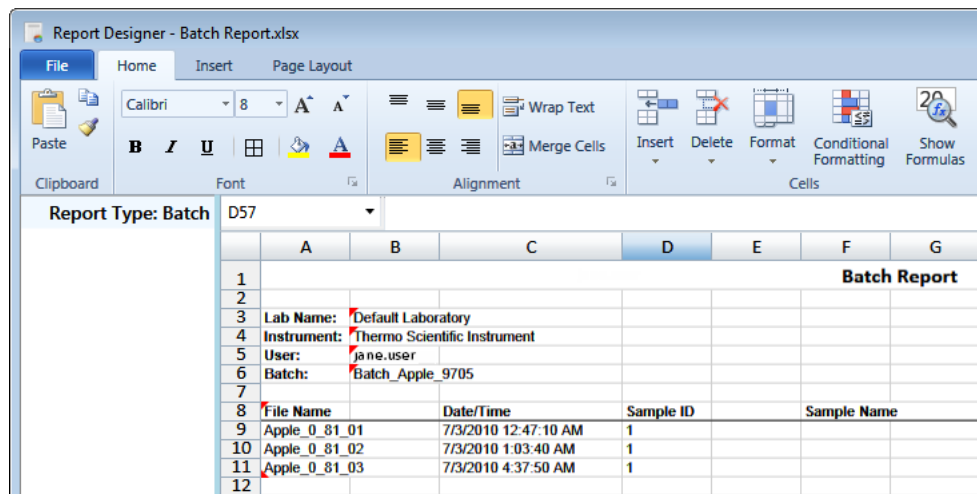 Report Designer - Batch Report.xlsx
File Home Insert Page Layout
Calibri 8 A A Wrap Text
Paste B I U A Merge Cells Insert Delete Format Conditional Formatting Show Formulas
Clipboard Font Alignment Cells
Report Type: Batch D57
A B C D E F G
1 Batch Report
2
3 Lab Name: Default Laboratory
4 Instrument: Thermo Scientific Instrument
5 User: jane.user
6 Batch: Batch_Apple_9705
7
8 File Name Date/Time Sample ID Sample Name
9 Apple_0_81_01 7/3/2010 12:47:10 AM 1
10 Apple_0_81_02 7/3/2010 1:03:40 AM 1
11 Apple_0_81_03 7/3/2010 4:37:50 AM 1
12